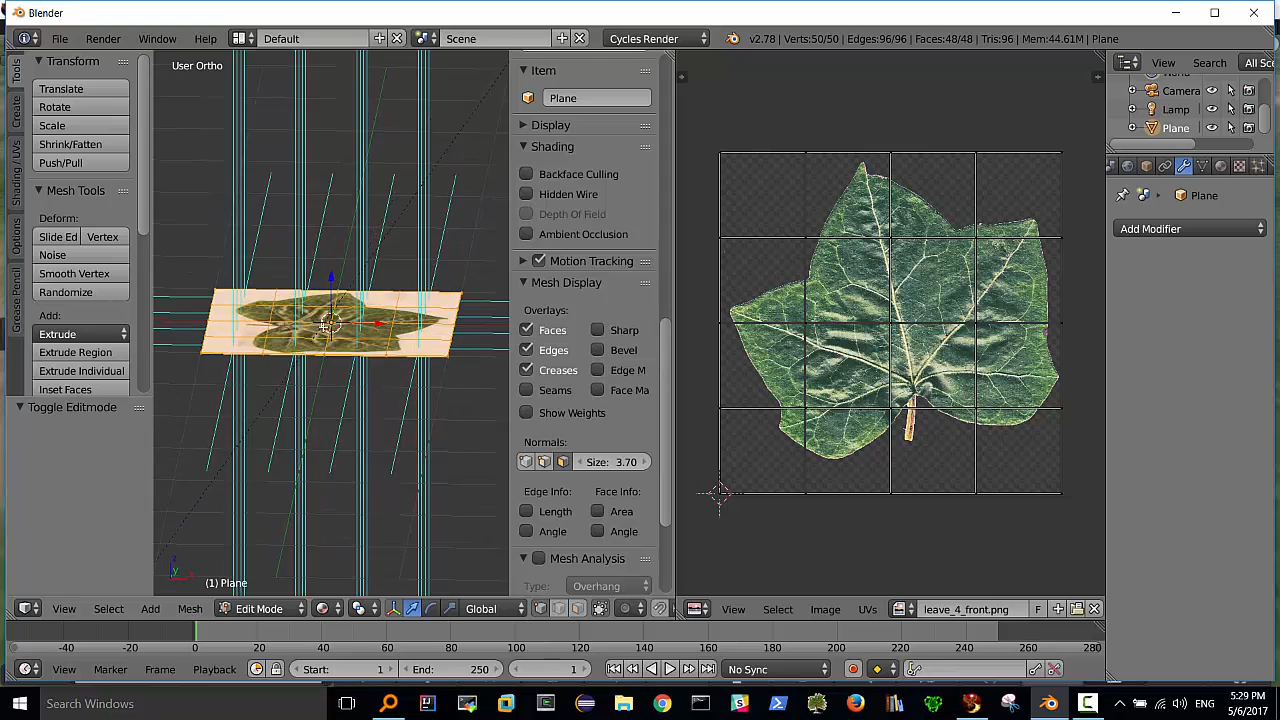 Blender
File Render Window Help Default Scene Cycles Render v2.78 | Verts:50/50 | Edges:96/96 | Faces:48/48 | Tris:96 | Mem:44.61M | Plane
Tools
Create
Shading / UVs
Options
Grease Pencil
Transform
Translate
Rotate
Scale
Shrink/Fatten
Push/Pull
Mesh Tools
Deform:
Slide Ed Vertex
Noise
Smooth Vertex
Randomize
Add:
Extrude
Extrude Region
Extrude Individual
Inset Faces
Toggle Editmode
User Ortho
(1) Plane
View Select Add Mesh Edit Mode Global
Item
Plane
Display
Shading
Backface Culling
Hidden Wire
Depth Of Field
Ambient Occlusion
Motion Tracking
Mesh Display
Overlays:
Faces Sharp
Edges Bevel
Creases Edge M
Seams Face Ma
Show Weights
Normals:
Size: 3.70
Edge Info: Face Info:
Length Area
Angle Angle
Mesh Analysis
Type: Overhang
View Select Image UVs leave_4_front.png F
View Search All Sce
Camera
Lamp
Plane
Plane
Add Modifier
-40 -20 0 20 40 60 80 100 120 140 160 180 200 220 240 260 280
View Marker Frame Playback Start: 1 End: 250 1 No Sync
Search Windows
ENG
5:29 PM
5/6/2017